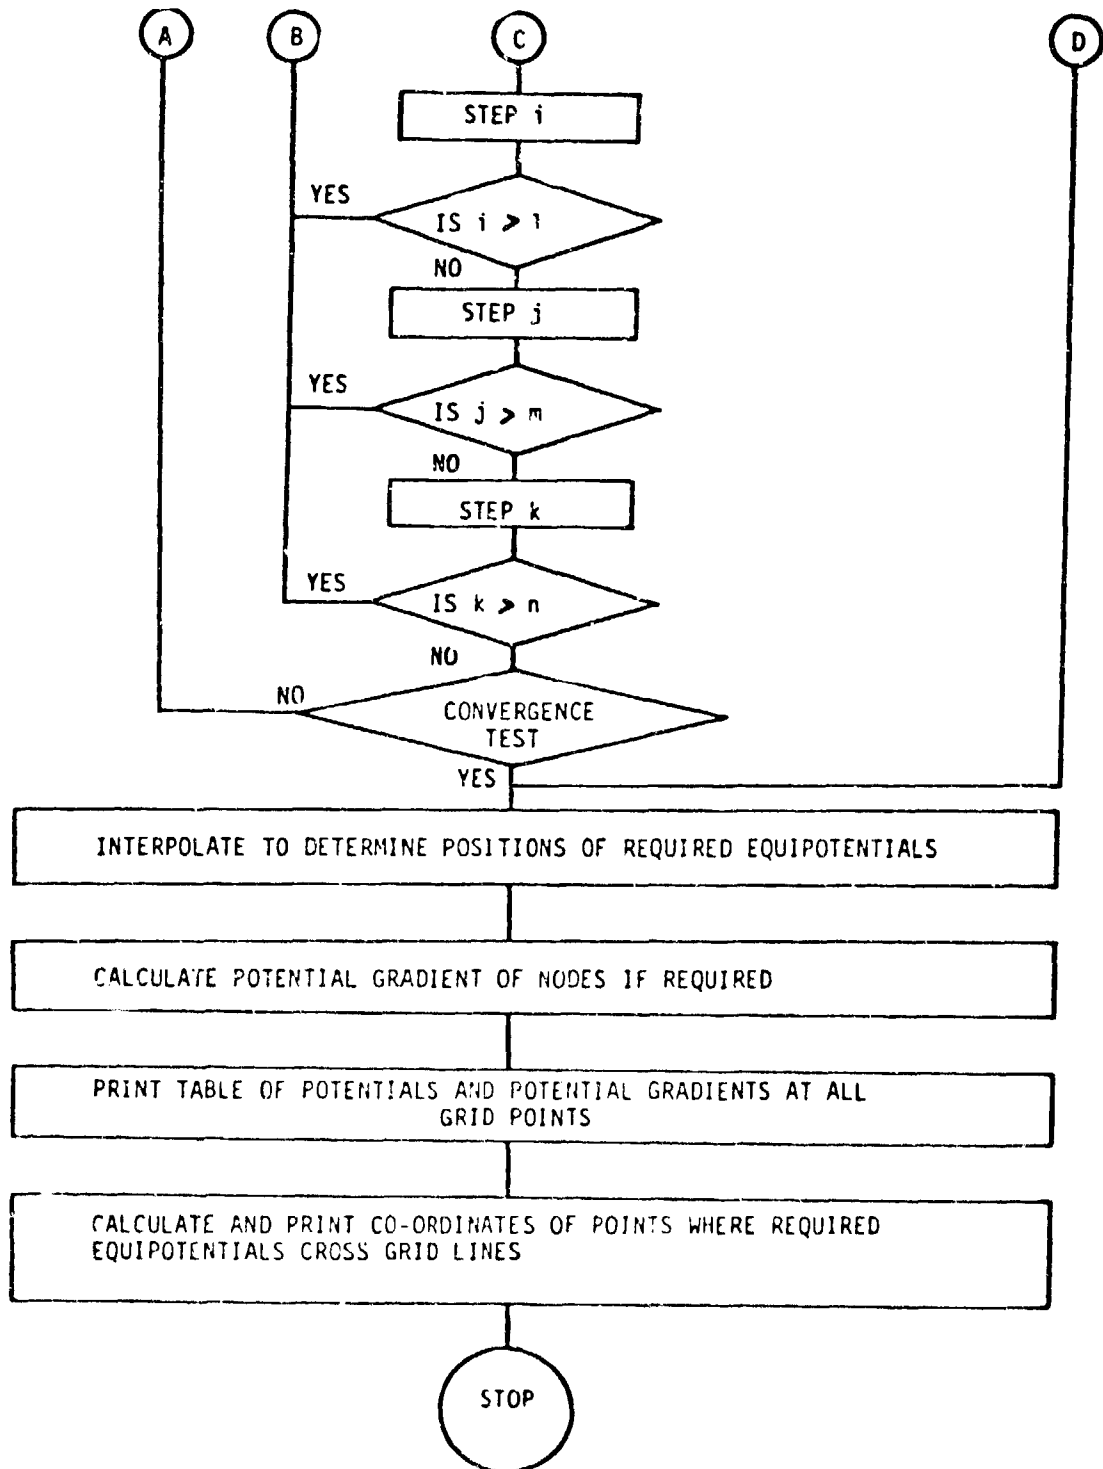 A B C D
STEP i
YES
IS i > l
NO
STEP j
YES
IS j > m
NO
STEP k
YES
IS k > n
NO
NO
CONVERGENCE
TEST
YES
INTERPOLATE TO DETERMINE POSITIONS OF REQUIRED EQUIPOTENTIALS
CALCULATE POTENTIAL GRADIENT OF NODES IF REQUIRED
PRINT TABLE OF POTENTIALS AND POTENTIAL GRADIENTS AT ALL
GRID POINTS
CALCULATE AND PRINT CO-ORDINATES OF POINTS WHERE REQUIRED
EQUIPOTENTIALS CROSS GRID LINES
STOP